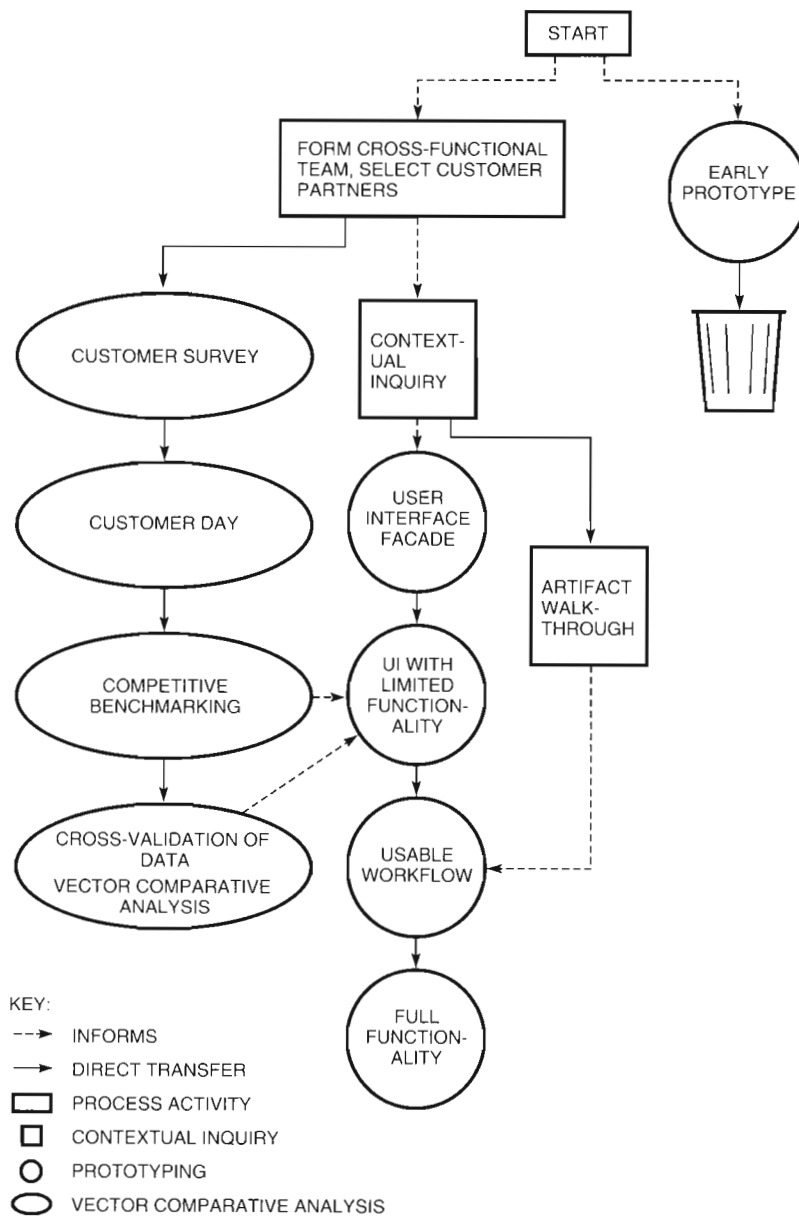 START
FORM CROSS-FUNCTIONAL
TEAM, SELECT CUSTOMER
PARTNERS
EARLY
PROTOTYPE
CUSTOMER SURVEY
CONTEXT-
UAL
INQUIRY
CUSTOMER DAY
USER
INTERFACE
FACADE
ARTIFACT
WALK-
THROUGH
COMPETITIVE
BENCHMARKING
UI WITH
LIMITED
FUNCTION-
ALITY
CROSS-VALIDATION OF
DATA
VECTOR COMPARATIVE
ANALYSIS
USABLE
WORKFLOW
FULL
FUNCTION-
ALITY
KEY:
INFORMS
DIRECT TRANSFER
PROCESS ACTIVITY
CONTEXTUAL INQUIRY
PROTOTYPING
VECTOR COMPARATIVE ANALYSIS